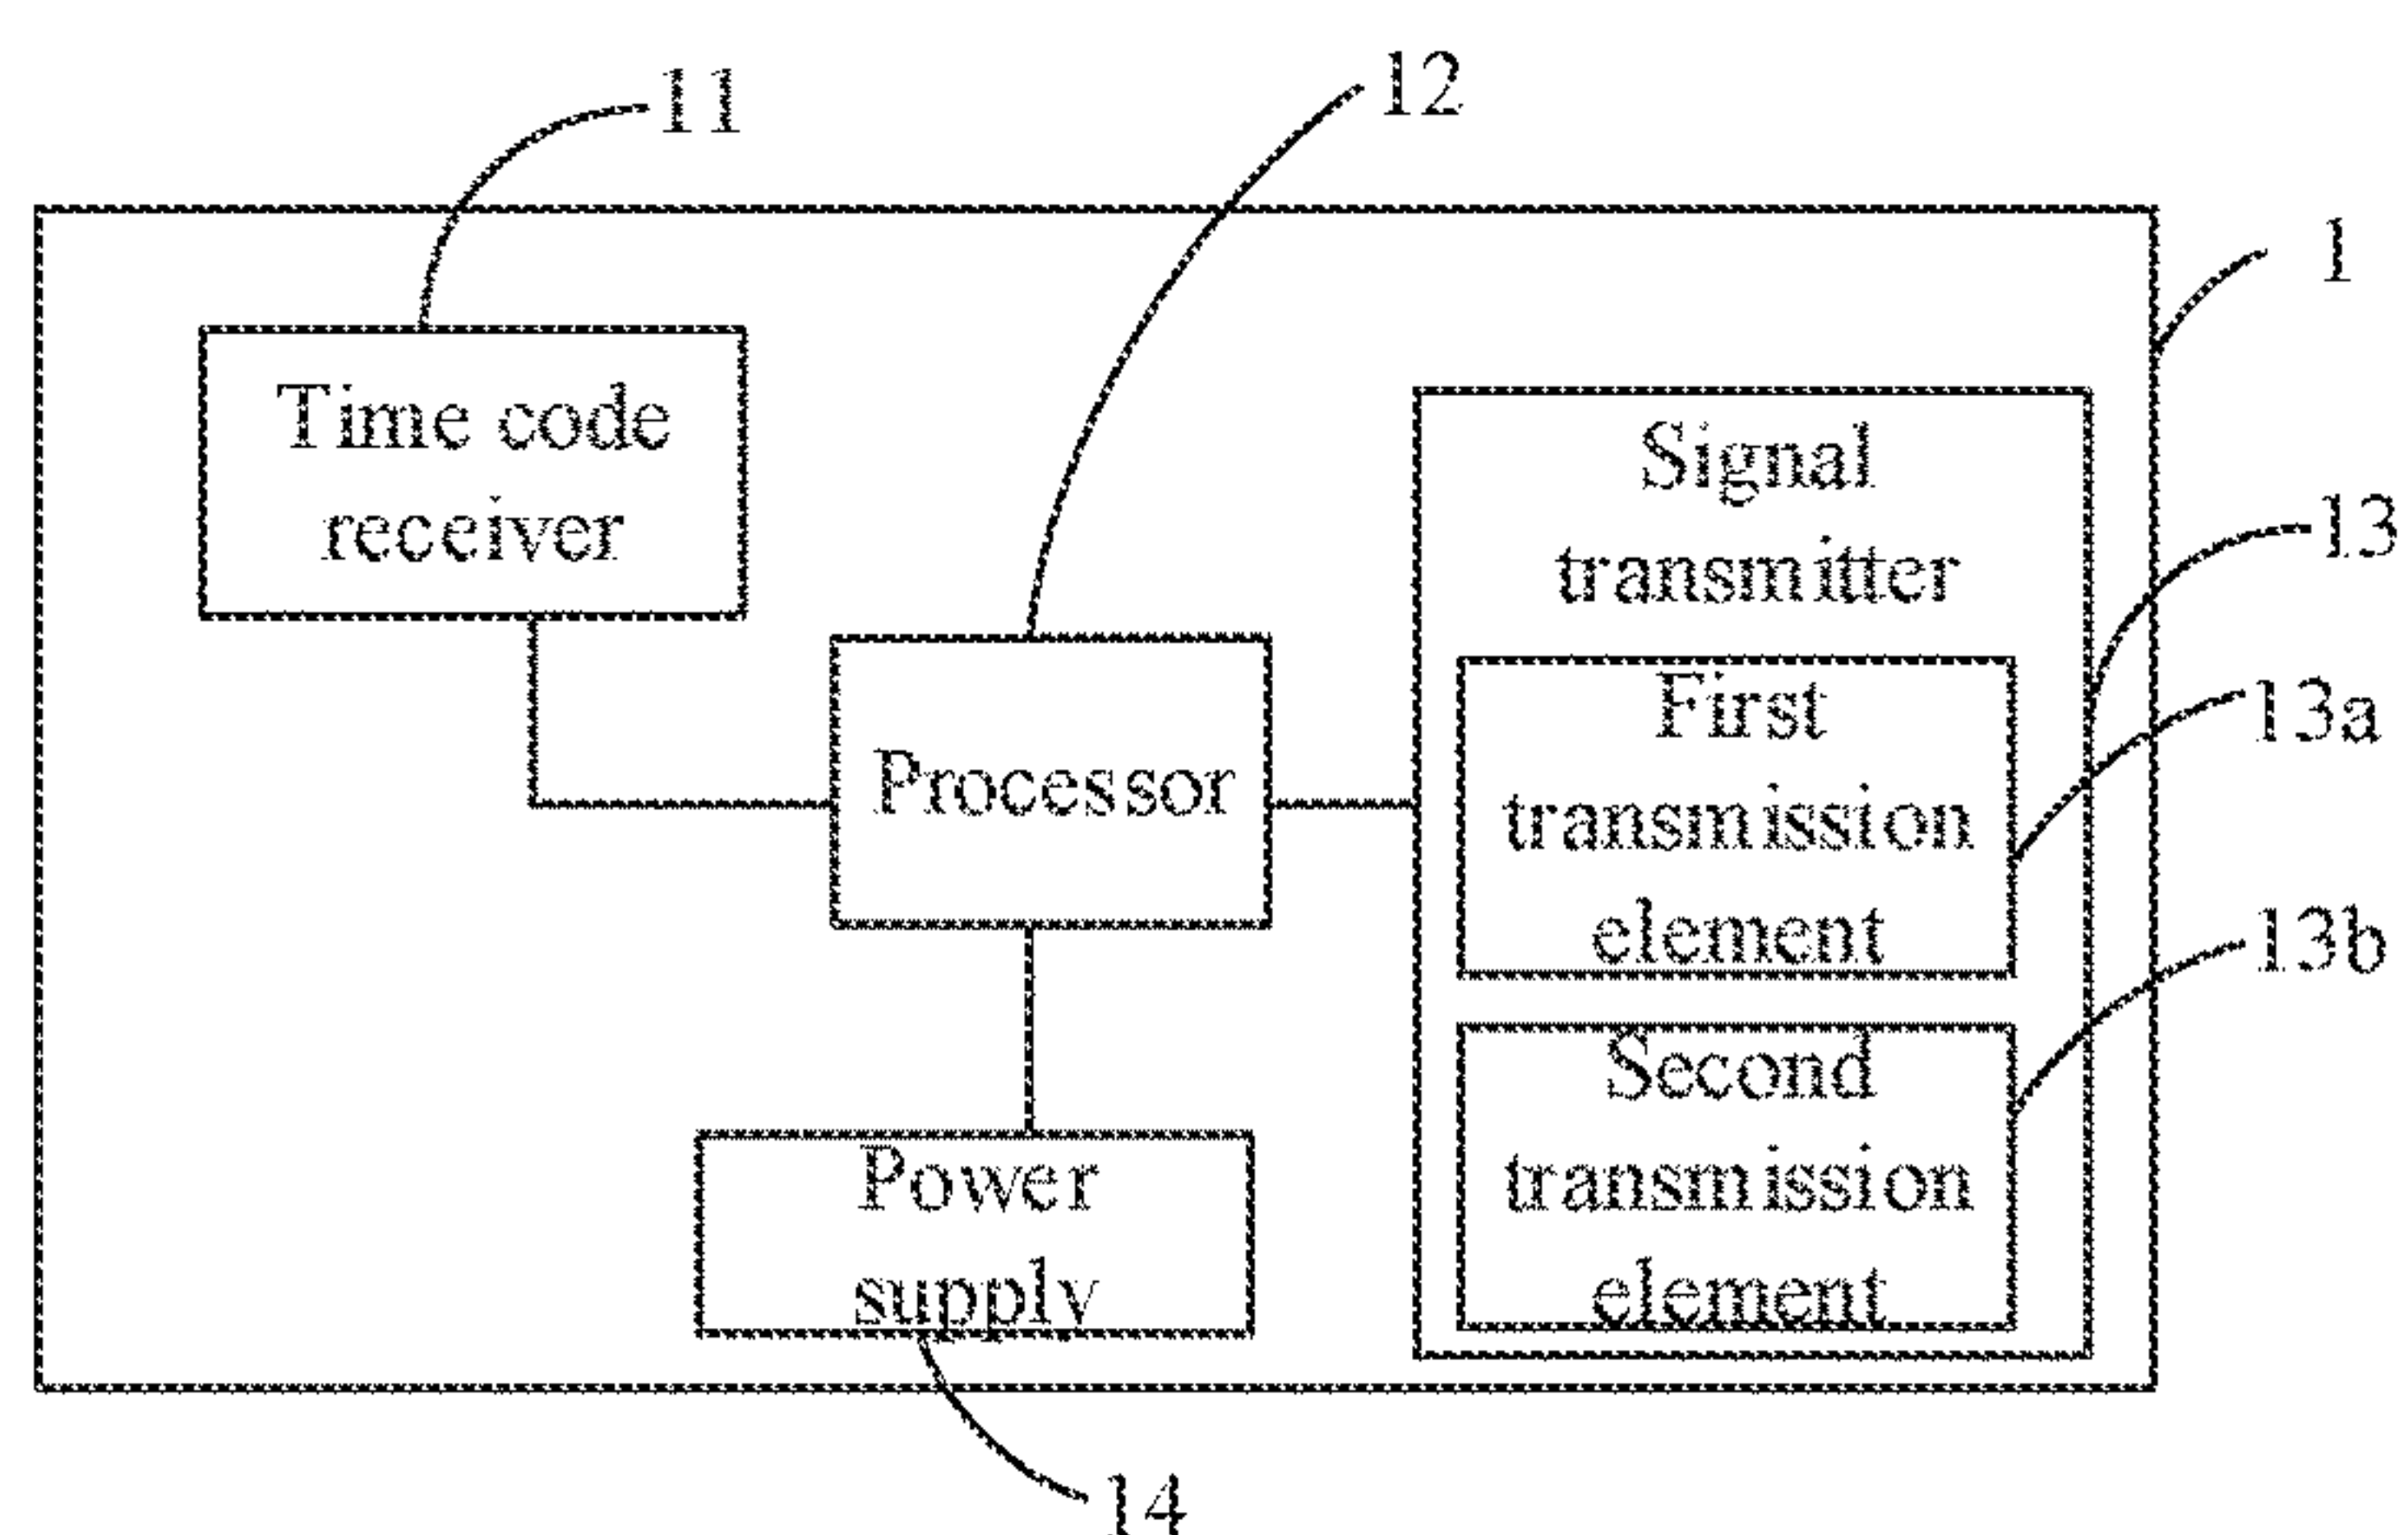 11
12
1
Time code
receiver
Signal
transmitter
13
First
transmission
element
13a
Processor
13b
Second
transmission
element
Power
supply
14